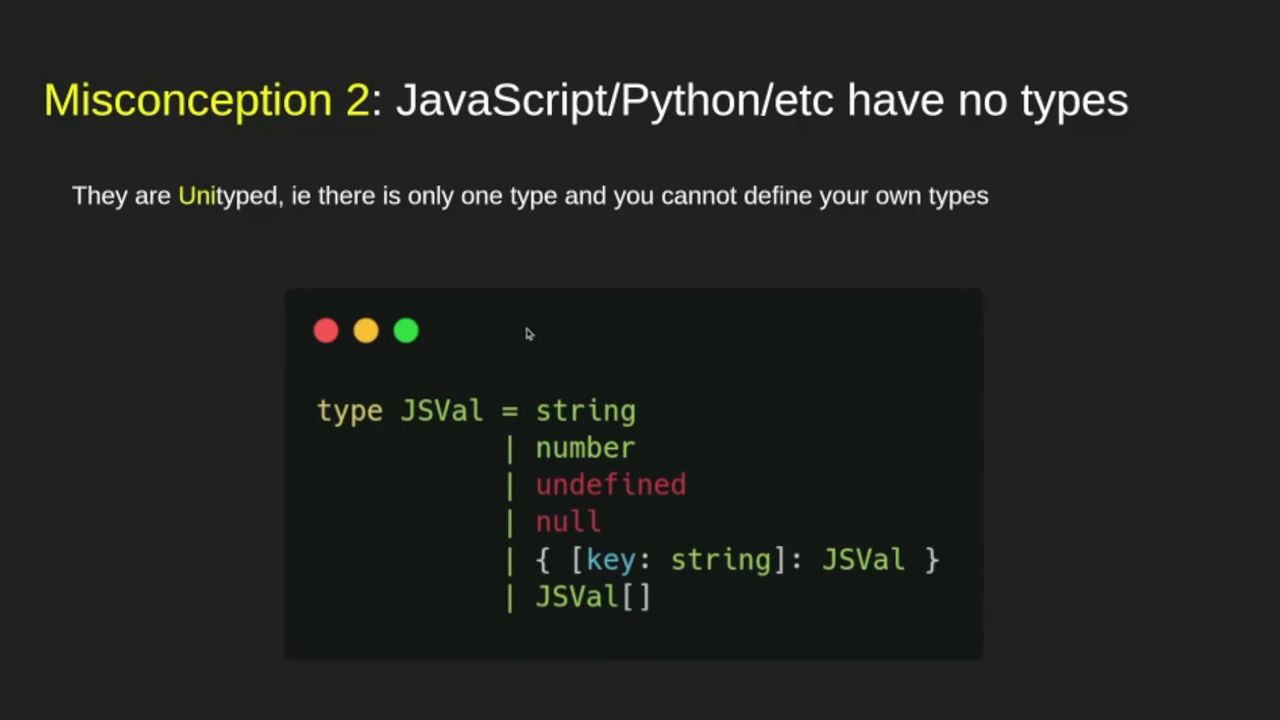 Misconception 2: JavaScript/Python/etc have no types
They are Unityped, ie there is only one type and you cannot define your own types
type JSVal = string
| number
| undefined
| null
| { [key: string]: JSVal }
| JSVal[]